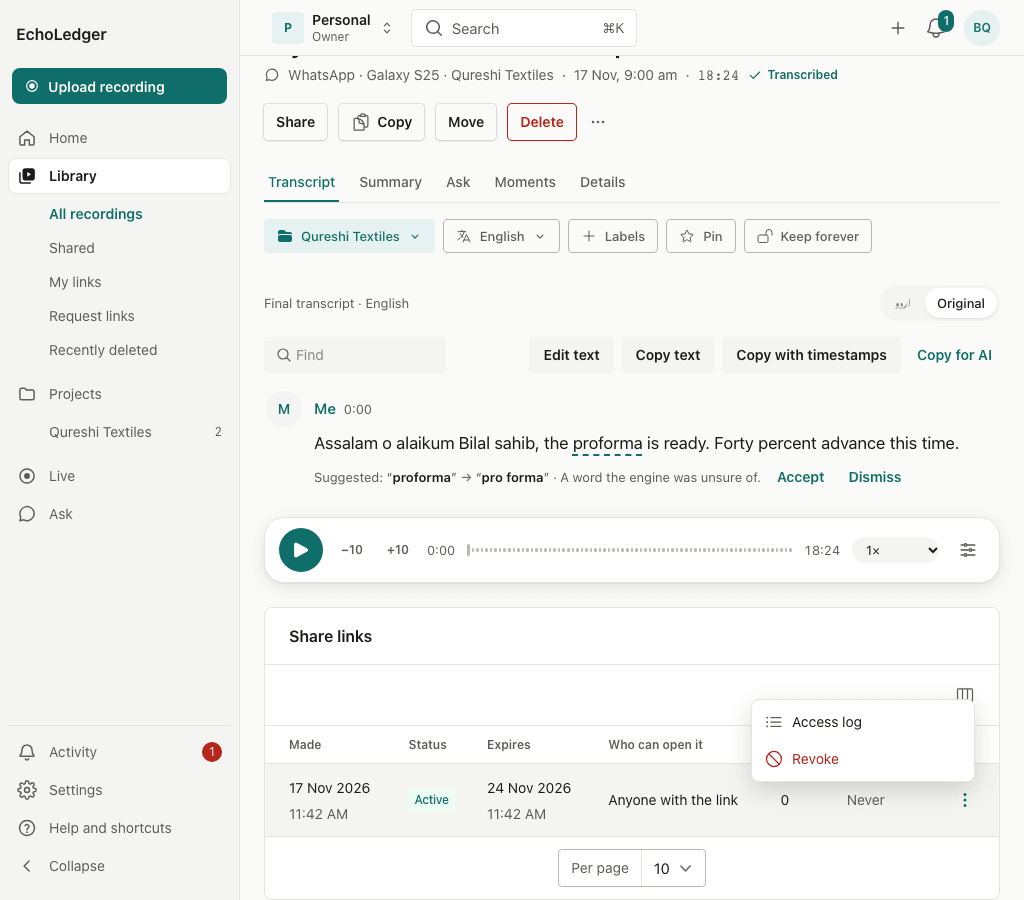 EchoLedger
Upload recording
Home
Library
All recordings
Shared
My links
Request links
Recently deleted
Projects
Qureshi Textiles 2
Live
Ask
Activity 1
Settings
Help and shortcuts
Collapse
P Personal
Owner
Search ⌘K
1
BQ
WhatsApp · Galaxy S25 · Qureshi Textiles · 17 Nov, 9:00 am · 18:24 Transcribed
Share Copy Move Delete ...
Transcript Summary Ask Moments Details
Qureshi Textiles English Labels Pin Keep forever
Final transcript · English اردو Original
Find Edit text Copy text Copy with timestamps Copy for AI
M Me 0:00
Assalam o alaikum Bilal sahib, the proforma is ready. Forty percent advance this time.
Suggested: “proforma” → “pro forma” · A word the engine was unsure of. Accept Dismiss
−10 +10 0:00 18:24 1×
Share links
Access log
Revoke
Made Status Expires Who can open it
17 Nov 2026 11:42 AM Active 24 Nov 2026 11:42 AM Anyone with the link 0 Never
Per page 10